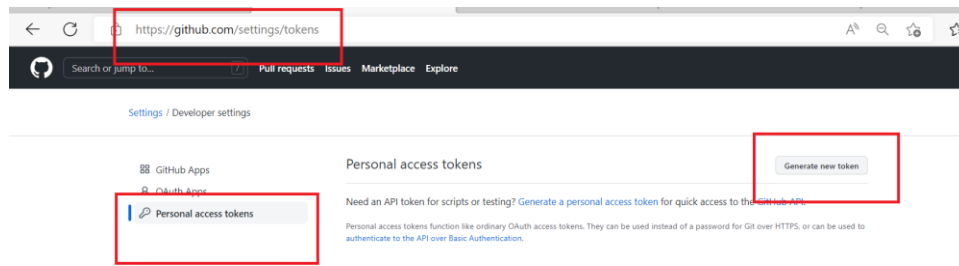 https://github.com/settings/tokens
Search or jump to... / Pull requests Issues Marketplace Explore
Settings / Developer settings
GitHub Apps
OAuth Apps
Personal access tokens
Personal access tokens
Generate new token
Need an API token for scripts or testing? Generate a personal access token for quick access to the GitHub API.
Personal access tokens function like ordinary OAuth access tokens. They can be used instead of a password for Git over HTTPS, or can be used to
authenticate to the API over Basic Authentication.